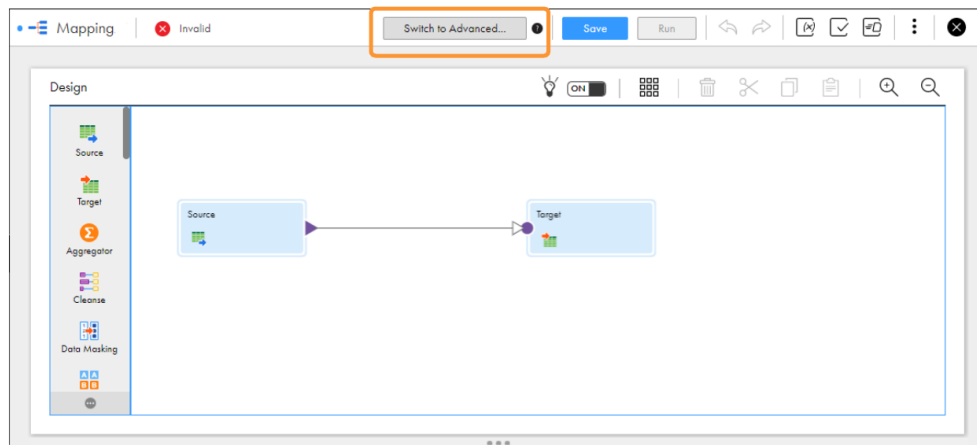 Mapping
Invalid
Switch to Advanced...
?
Save
Run
(x)
Design
ON
Source
Target
Aggregator
Cleanse
Data Masking
Source
Target